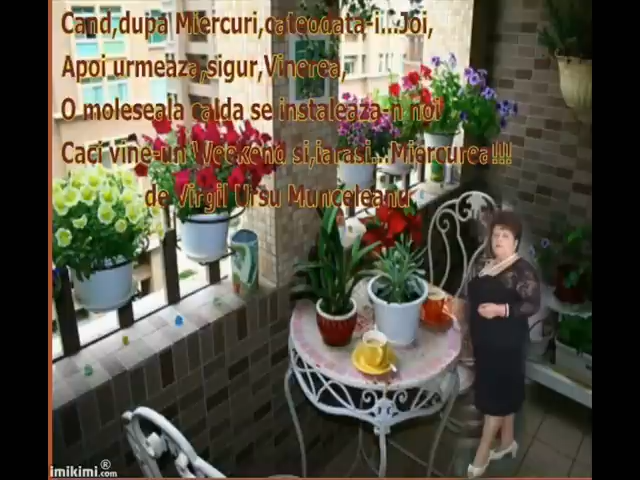 Cand,dupa Miercuri,cateodata-i...Joi,
Apoi urmeaza,sigur,Vinerea,
O moleseala calda se instaleaza-n noi
Caci vine-un Weekend si,iarasi...Miercurea!!!
de Virgil Ursu Munceleanu
imikimi®.com